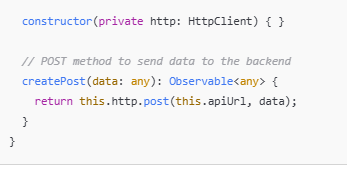 constructor(private http: HttpClient) { }
// POST method to send data to the backend
createPost(data: any): Observable<any> {
return this.http.post(this.apiUrl, data);
}
}